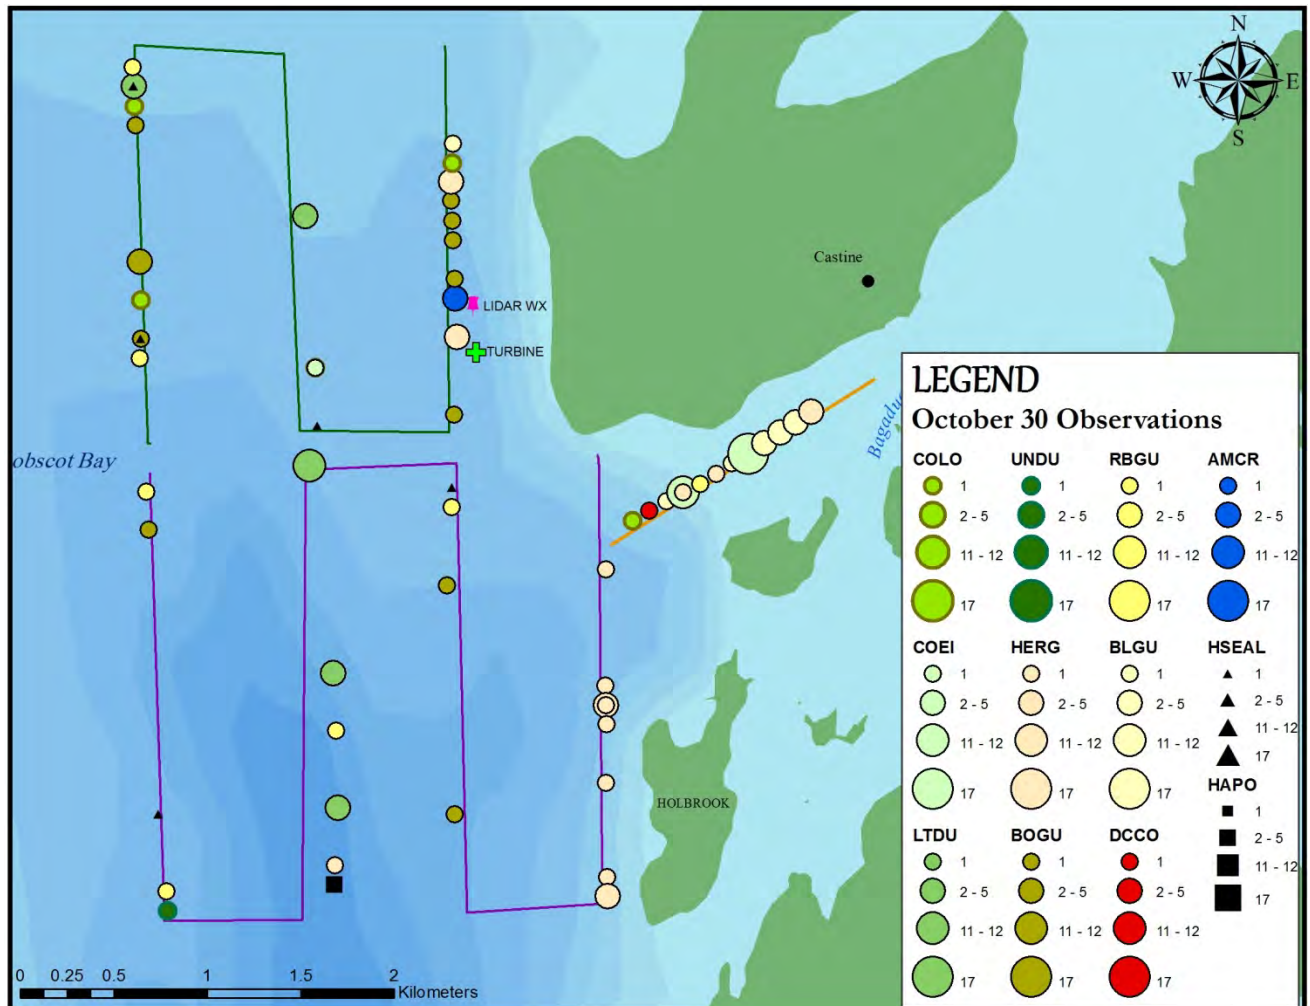 N
W
E
S
Castine
LIDAR WX
TURBINE
obscot Bay
Bagadu
HOLBROOK
LEGEND
October 30 Observations
COLO
1
2 - 5
11 - 12
17
UNDU
1
2 - 5
11 - 12
17
RBGU
1
2 - 5
11 - 12
17
AMCR
1
2 - 5
11 - 12
17
COEI
1
2 - 5
11 - 12
17
HERG
1
2 - 5
11 - 12
17
BLGU
1
2 - 5
11 - 12
17
HSEAL
1
2 - 5
11 - 12
17
HAPO
1
2 - 5
11 - 12
17
LTDU
1
2 - 5
11 - 12
17
BOGU
1
2 - 5
11 - 12
17
DCCO
1
2 - 5
11 - 12
17
0 0.25 0.5 1 1.5 2
Kilometers